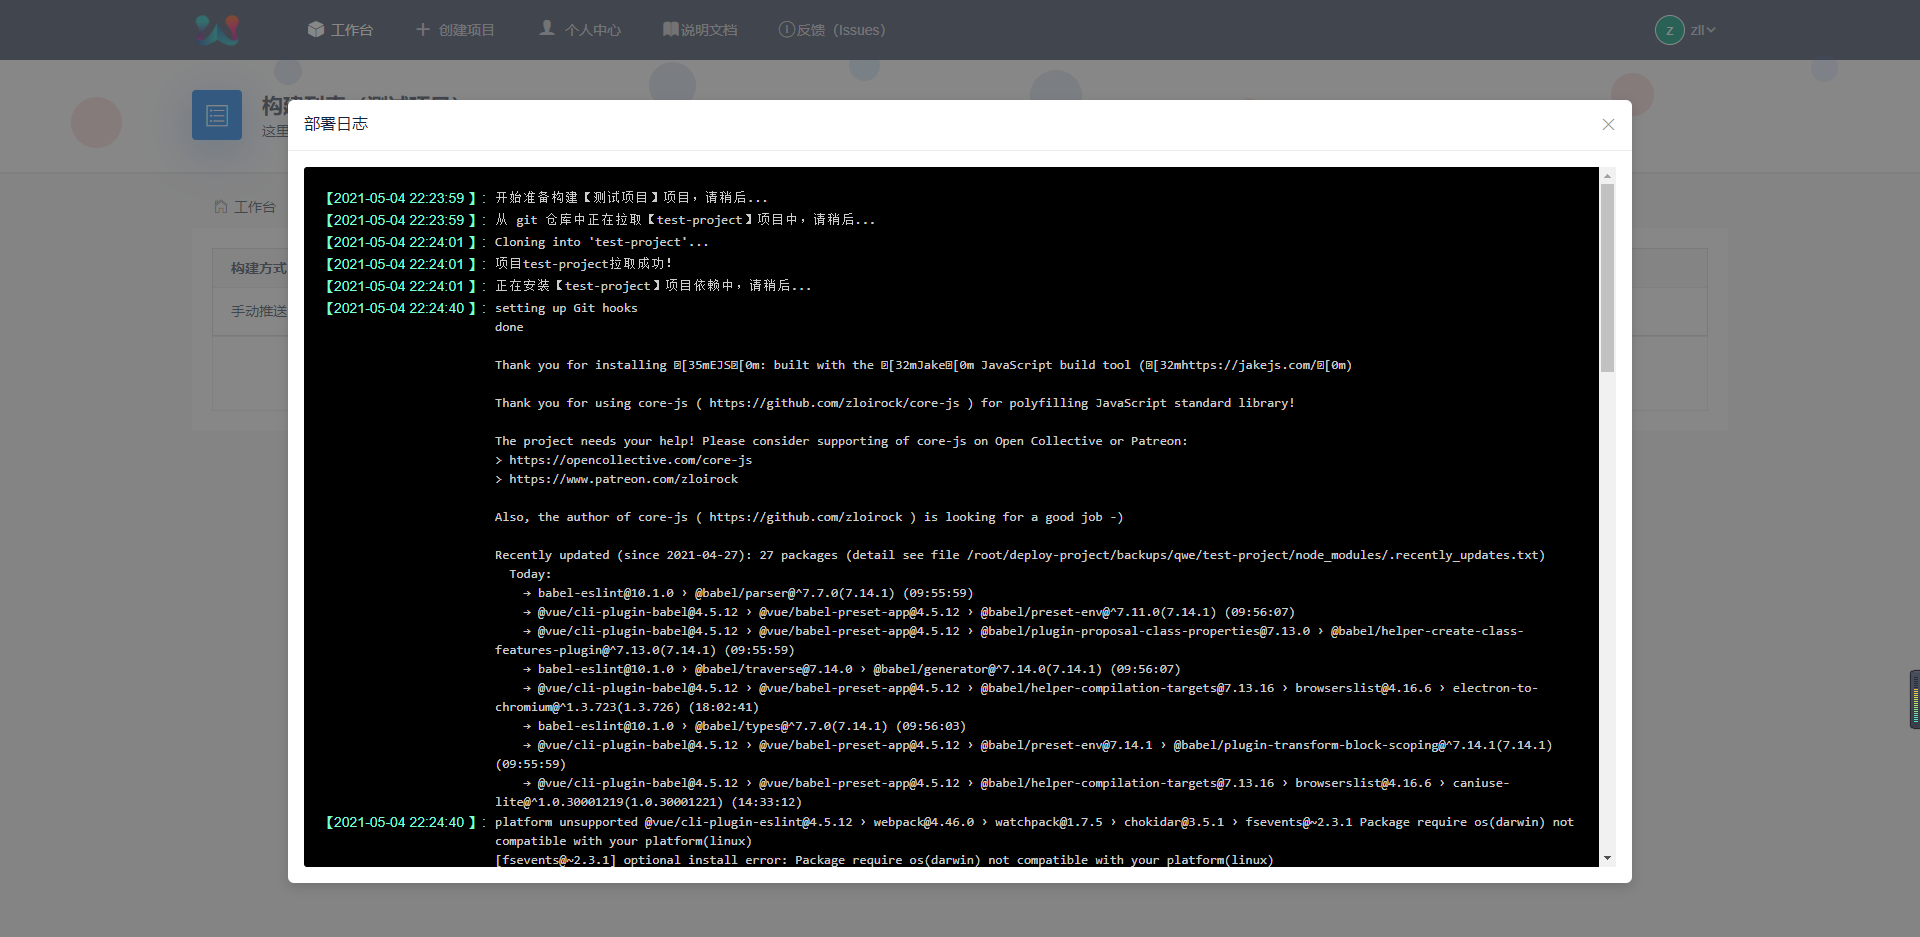 工作台 创建项目 个人中心 说明文档 反馈（Issues） z zll
部署日志
工作台
构建方式
手动推送
【2021-05-04 22:23:59 】: 开始准备构建【测试项目】项目，请稍后...
【2021-05-04 22:23:59 】: 从 git 仓库中正在拉取【test-project】项目中，请稍后...
【2021-05-04 22:24:01 】: Cloning into 'test-project'...
【2021-05-04 22:24:01 】: 项目test-project拉取成功！
【2021-05-04 22:24:01 】: 正在安装【test-project】项目依赖中，请稍后...
【2021-05-04 22:24:40 】: setting up Git hooks
done
Thank you for installing [35mEJS[0m: built with the [32mJake[0m JavaScript build tool ([32mhttps://jakejs.com/[0m)
Thank you for using core-js ( https://github.com/zloirock/core-js ) for polyfilling JavaScript standard library!
The project needs your help! Please consider supporting of core-js on Open Collective or Patreon:
> https://opencollective.com/core-js
> https://www.patreon.com/zloirock
Also, the author of core-js ( https://github.com/zloirock ) is looking for a good job -)
Recently updated (since 2021-04-27): 27 packages (detail see file /root/deploy-project/backups/qwe/test-project/node_modules/.recently_updates.txt)
Today:
→ babel-eslint@10.1.0 › @babel/parser@^7.7.0(7.14.1) (09:55:59)
→ @vue/cli-plugin-babel@4.5.12 › @vue/babel-preset-app@4.5.12 › @babel/preset-env@^7.11.0(7.14.1) (09:56:07)
→ @vue/cli-plugin-babel@4.5.12 › @vue/babel-preset-app@4.5.12 › @babel/plugin-proposal-class-properties@7.13.0 › @babel/helper-create-class-
features-plugin@^7.13.0(7.14.1) (09:55:59)
→ babel-eslint@10.1.0 › @babel/traverse@7.14.0 › @babel/generator@^7.14.0(7.14.1) (09:56:07)
→ @vue/cli-plugin-babel@4.5.12 › @vue/babel-preset-app@4.5.12 › @babel/helper-compilation-targets@7.13.16 › browserslist@4.16.6 › electron-to-
chromium@^1.3.723(1.3.726) (18:02:41)
→ babel-eslint@10.1.0 › @babel/types@^7.7.0(7.14.1) (09:56:03)
→ @vue/cli-plugin-babel@4.5.12 › @vue/babel-preset-app@4.5.12 › @babel/preset-env@7.14.1 › @babel/plugin-transform-block-scoping@^7.14.1(7.14.1)
(09:55:59)
→ @vue/cli-plugin-babel@4.5.12 › @vue/babel-preset-app@4.5.12 › @babel/helper-compilation-targets@7.13.16 › browserslist@4.16.6 › caniuse-
lite@^1.0.30001219(1.0.30001221) (14:33:12)
【2021-05-04 22:24:40 】: platform unsupported @vue/cli-plugin-eslint@4.5.12 › webpack@4.46.0 › watchpack@1.7.5 › chokidar@3.5.1 › fsevents@~2.3.1 Package require os(darwin) not
compatible with your platform(linux)
[fsevents@~2.3.1] optional install error: Package require os(darwin) not compatible with your platform(linux)